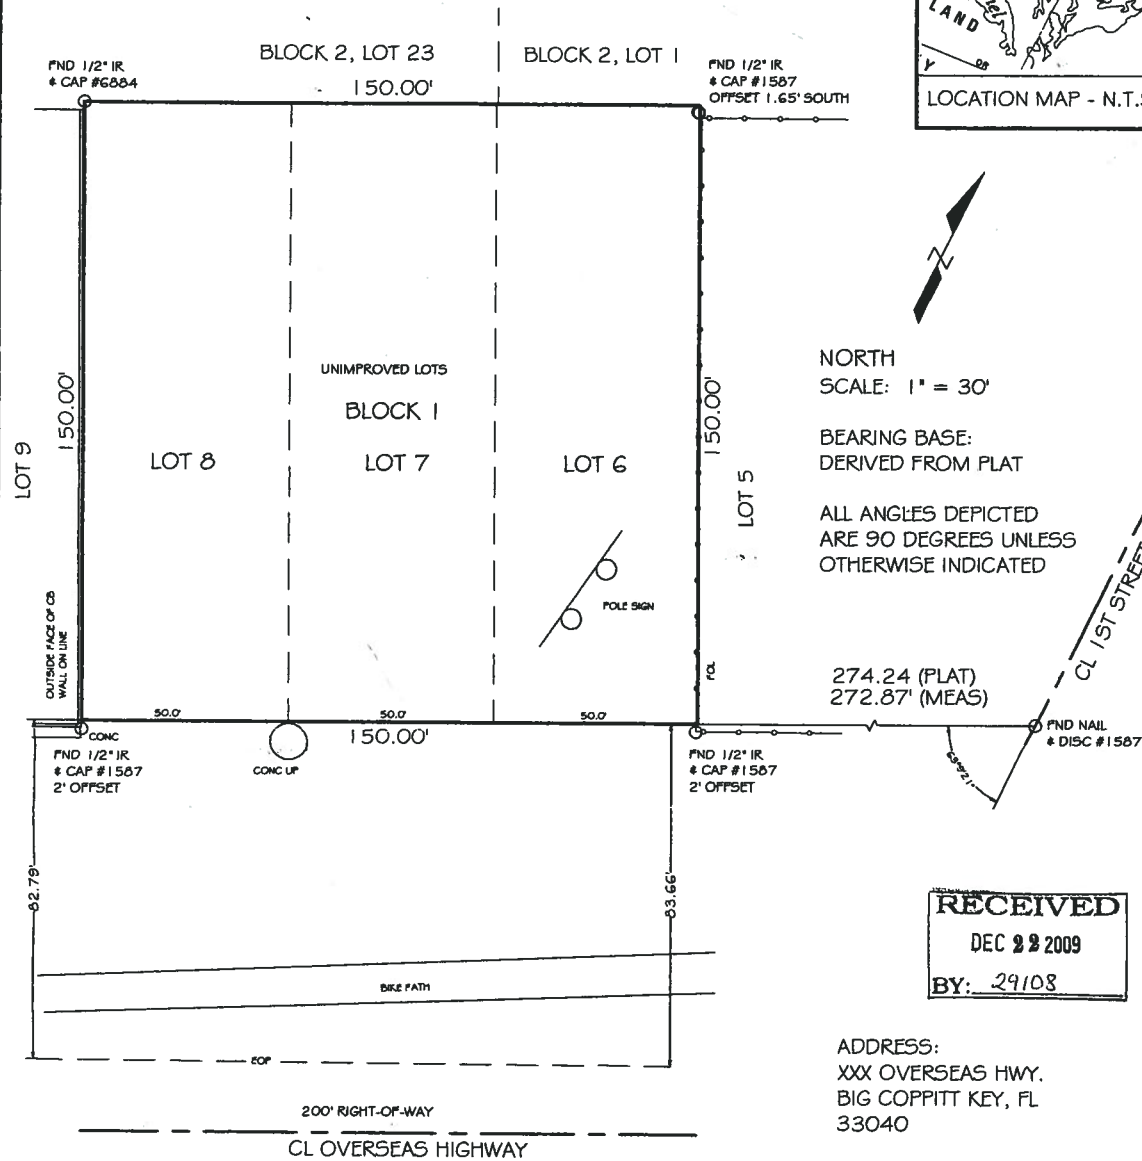 BLOCK 2, LOT 23
BLOCK 2, LOT 1
FND 1/2" IR
& CAP #6884
150.00'
FND 1/2" IR
& CAP #1587
OFFSET 1.65' SOUTH
LAND
LOCATION MAP - N.T.S
N
NORTH
SCALE: 1" = 30'
BEARING BASE:
DERIVED FROM PLAT
ALL ANGLES DEPICTED
ARE 90 DEGREES UNLESS
OTHERWISE INDICATED
UNIMPROVED LOTS
BLOCK 1
LOT 9
150.00'
LOT 8
LOT 7
LOT 6
150.00'
LOT 5
POLE SIGN
OUTSIDE FACE OF CB
WALL ON LINE
FOL
CL 1ST STREET
274.24 (PLAT)
272.87' (MEAS)
50.0'
50.0'
50.0'
150.00'
CONC
FND 1/2" IR
& CAP #1587
2' OFFSET
CONC UP
FND 1/2" IR
& CAP #1587
2' OFFSET
FND NAIL
& DISC #1587
82.79'
83.66'
BIKE PATH
EOP
200' RIGHT-OF-WAY
CL OVERSEAS HIGHWAY
RECEIVED
DEC 22 2009
BY: 29108
ADDRESS:
XXX OVERSEAS HWY.
BIG COPPITT KEY, FL
33040